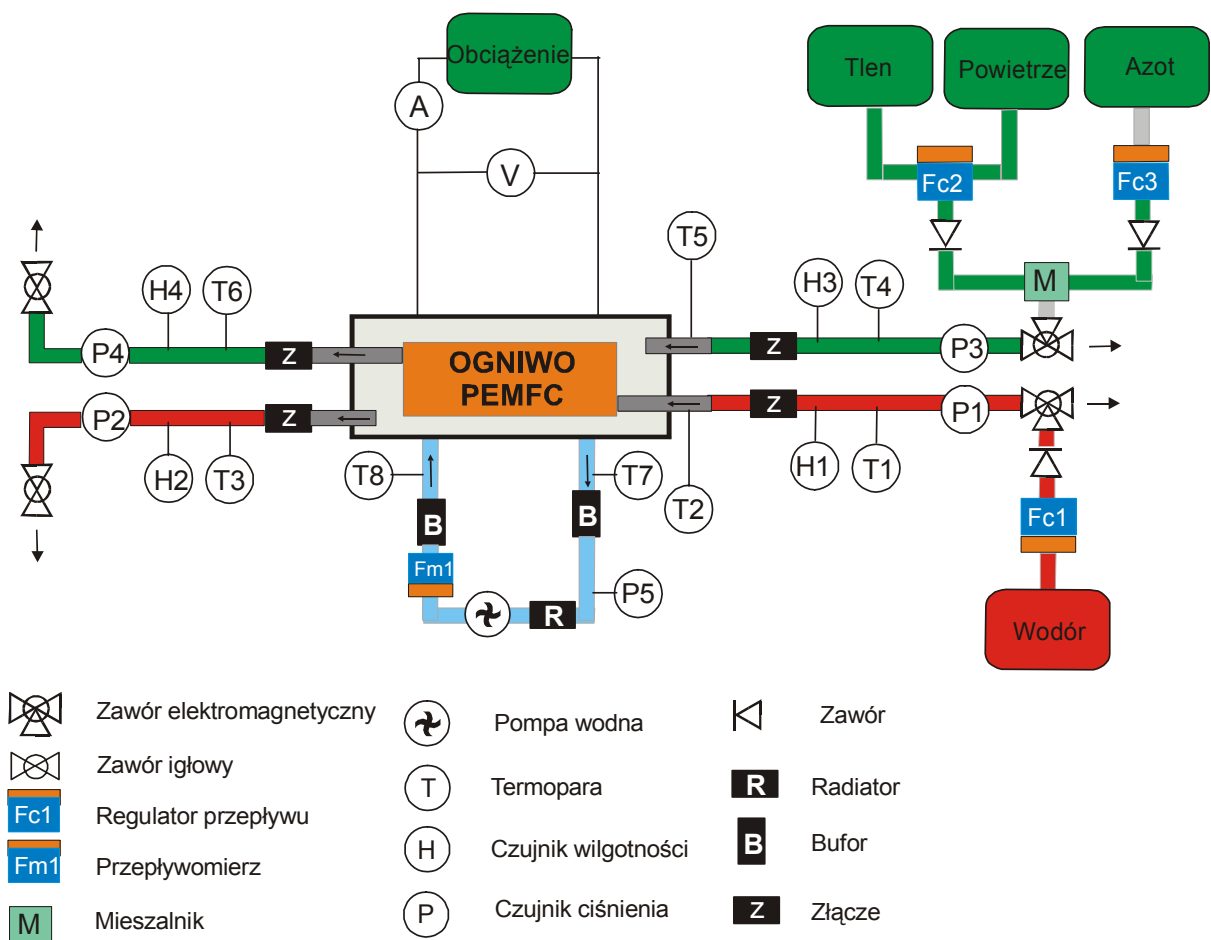 Obciążenie
Tlen
Powietrze
Azot
A
V
Fc2
Fc3
T5
H4
T6
H3
T4
M
P4
Z
OGNIWO
PEMFC
Z
P3
P2
Z
Z
P1
H2
T3
T8
T7
T2
H1
T1
B
B
Fc1
Fm1
P5
R
Wodór
Zawór elektromagnetyczny
Pompa wodna
Zawór
Zawór igłowy
T
Termopara
R
Radiator
Fc1
Regulator przepływu
H
Czujnik wilgotności
B
Bufor
Fm1
Przepływomierz
P
Czujnik ciśnienia
Z
Złącze
M
Mieszalnik